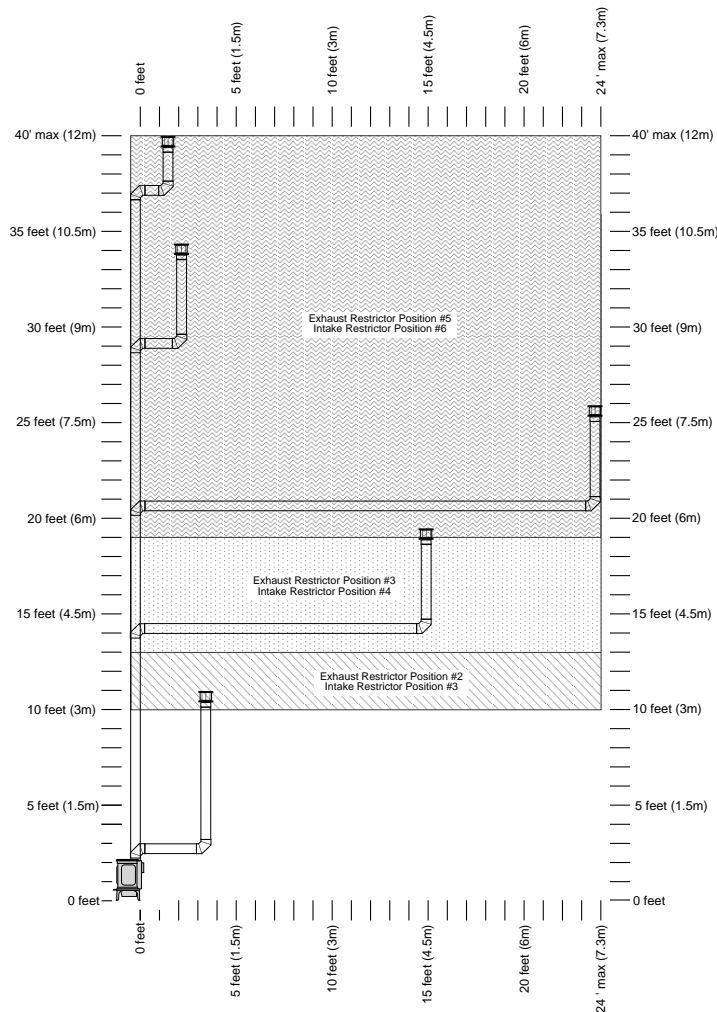 0 feet
5 feet (1.5m)
10 feet (3m)
15 feet (4.5m)
20 feet (6m)
24 ' max (7.3m)
40' max (12m)
40' max (12m)
35 feet (10.5m)
35 feet (10.5m)
Exhaust Restrictor Position #5
Intake Restrictor Position #6
30 feet (9m)
30 feet (9m)
25 feet (7.5m)
25 feet (7.5m)
20 feet (6m)
20 feet (6m)
Exhaust Restrictor Position #3
Intake Restrictor Position #4
15 feet (4.5m)
15 feet (4.5m)
Exhaust Restrictor Position #2
Intake Restrictor Position #3
10 feet (3m)
10 feet (3m)
5 feet (1.5m)
5 feet (1.5m)
0 feet
0 feet
0 feet
5 feet (1.5m)
10 feet (3m)
15 feet (4.5m)
20 feet (6m)
24 ' max (7.3m)